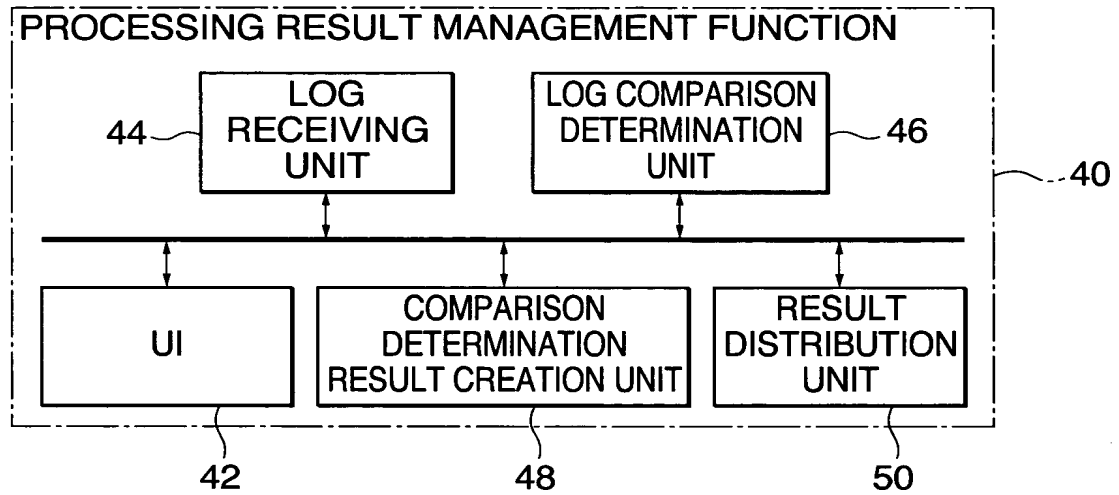 PROCESSING RESULT MANAGEMENT FUNCTION
LOG
RECEIVING
UNIT
44
LOG COMPARISON
DETERMINATION
UNIT
46
40
UI
COMPARISON
DETERMINATION
RESULT CREATION UNIT
RESULT
DISTRIBUTION
UNIT
42
48
50